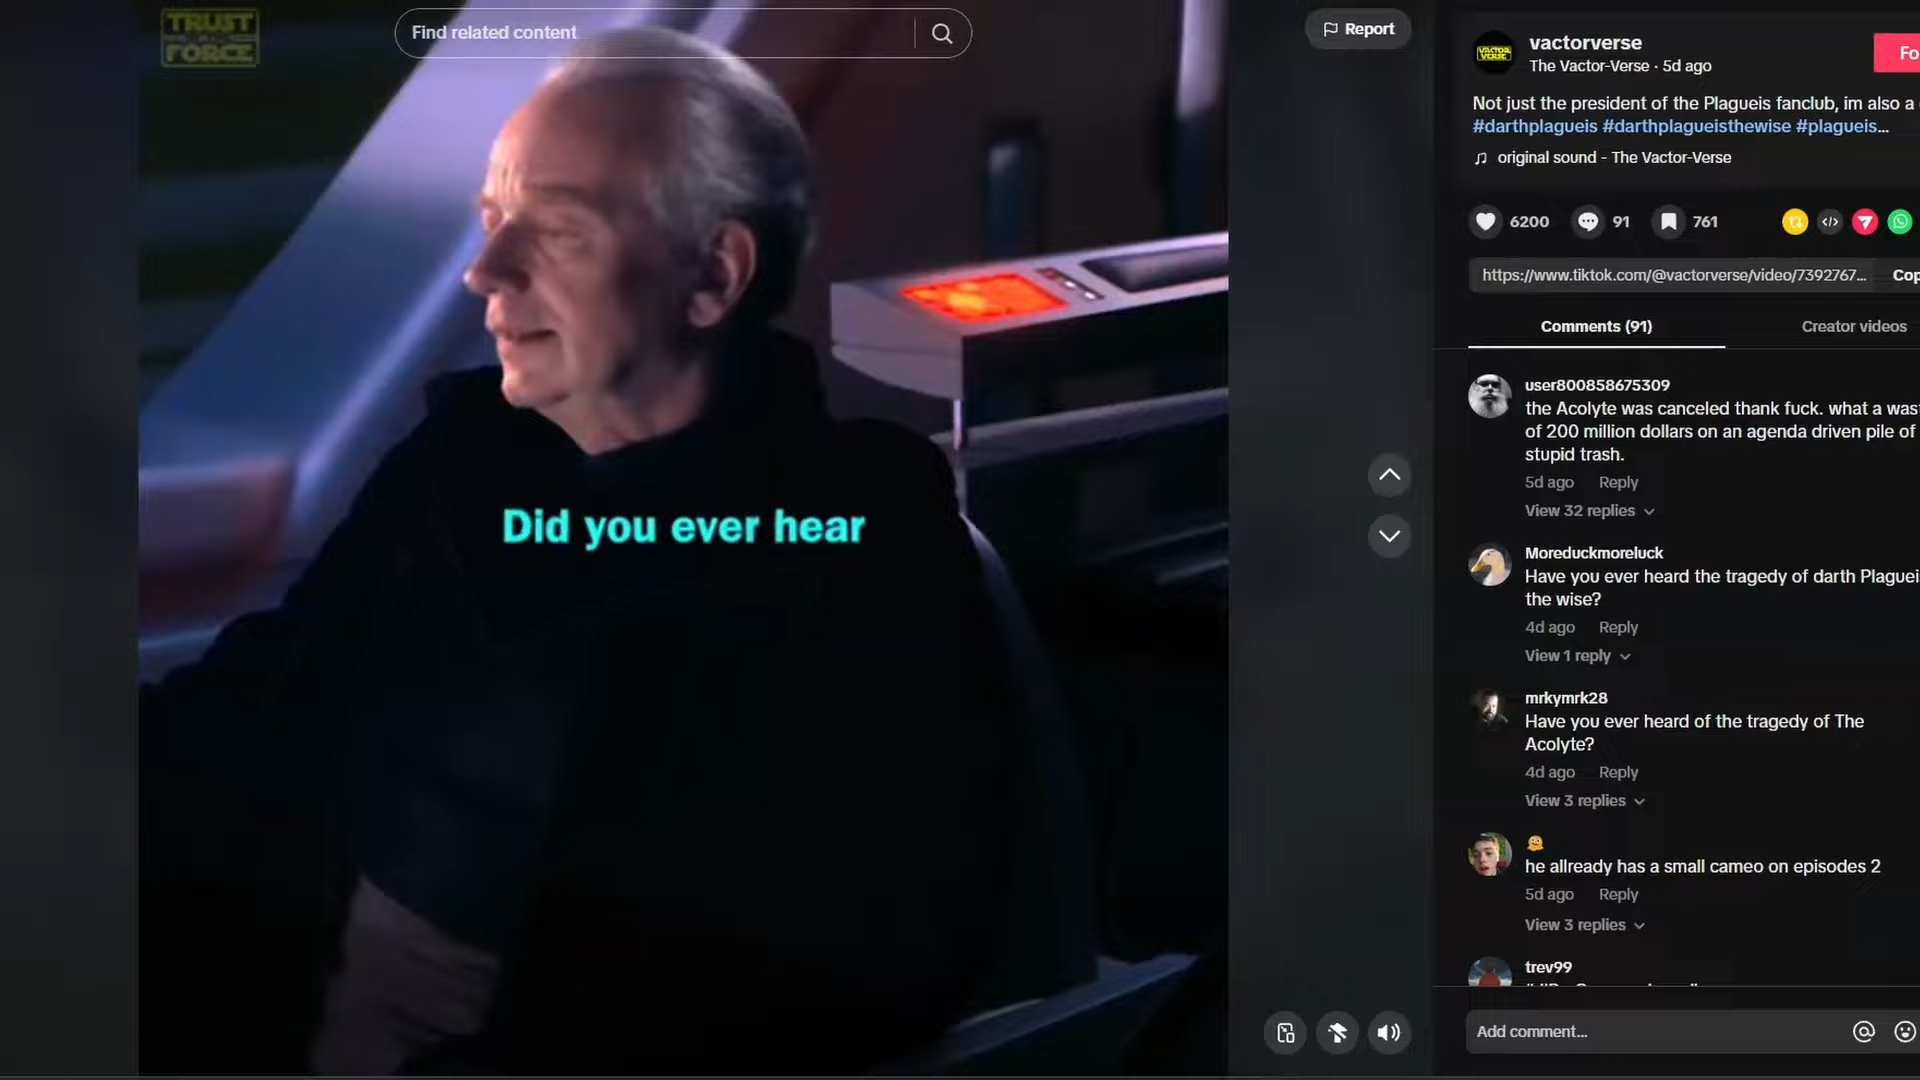 TRUST
FORCE
Find related content
Report
Did you ever hear
VACTOR
VERSE
vactorverse
The Vactor-Verse · 5d ago
Fo
Not just the president of the Plagueis fanclub, im also a
#darthplagueis #darthplagueisthewise #plagueis...
original sound - The Vactor-Verse
6200
91
761
https://www.tiktok.com/@vactorverse/video/7392767...
Cop
Comments (91)
Creator videos
user800858675309
the Acolyte was canceled thank fuck. what a was
of 200 million dollars on an agenda driven pile of
stupid trash.
5d ago Reply
View 32 replies
Moreduckmoreluck
Have you ever heard the tragedy of darth Plaguei
the wise?
4d ago Reply
View 1 reply
mrkymrk28
Have you ever heard of the tragedy of The
Acolyte?
4d ago Reply
View 3 replies
he allready has a small cameo on episodes 2
5d ago Reply
View 3 replies
trev99
Add comment...